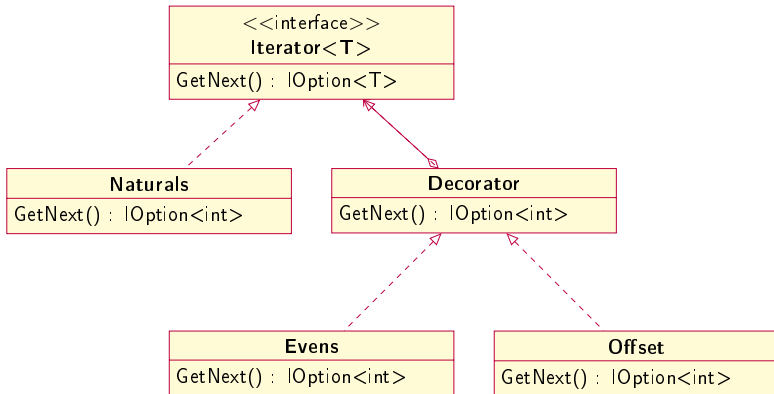 <<interface>>
Iterator<T>
GetNext() : IOption<T>
Naturals
GetNext() : IOption<int>
Decorator
GetNext() : IOption<int>
Evens
GetNext() : IOption<int>
Offset
GetNext() : IOption<int>